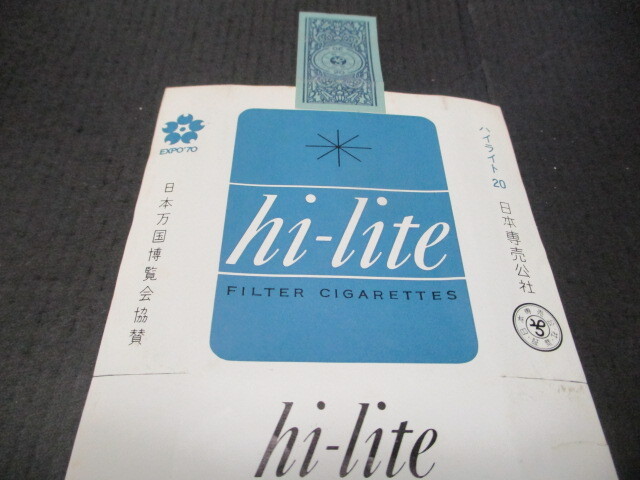 EXPO'70
日本万国博覧会協賛
hi-lite
FILTER CIGARETTES
ハイライト 20
日本専売公社
hi-lite